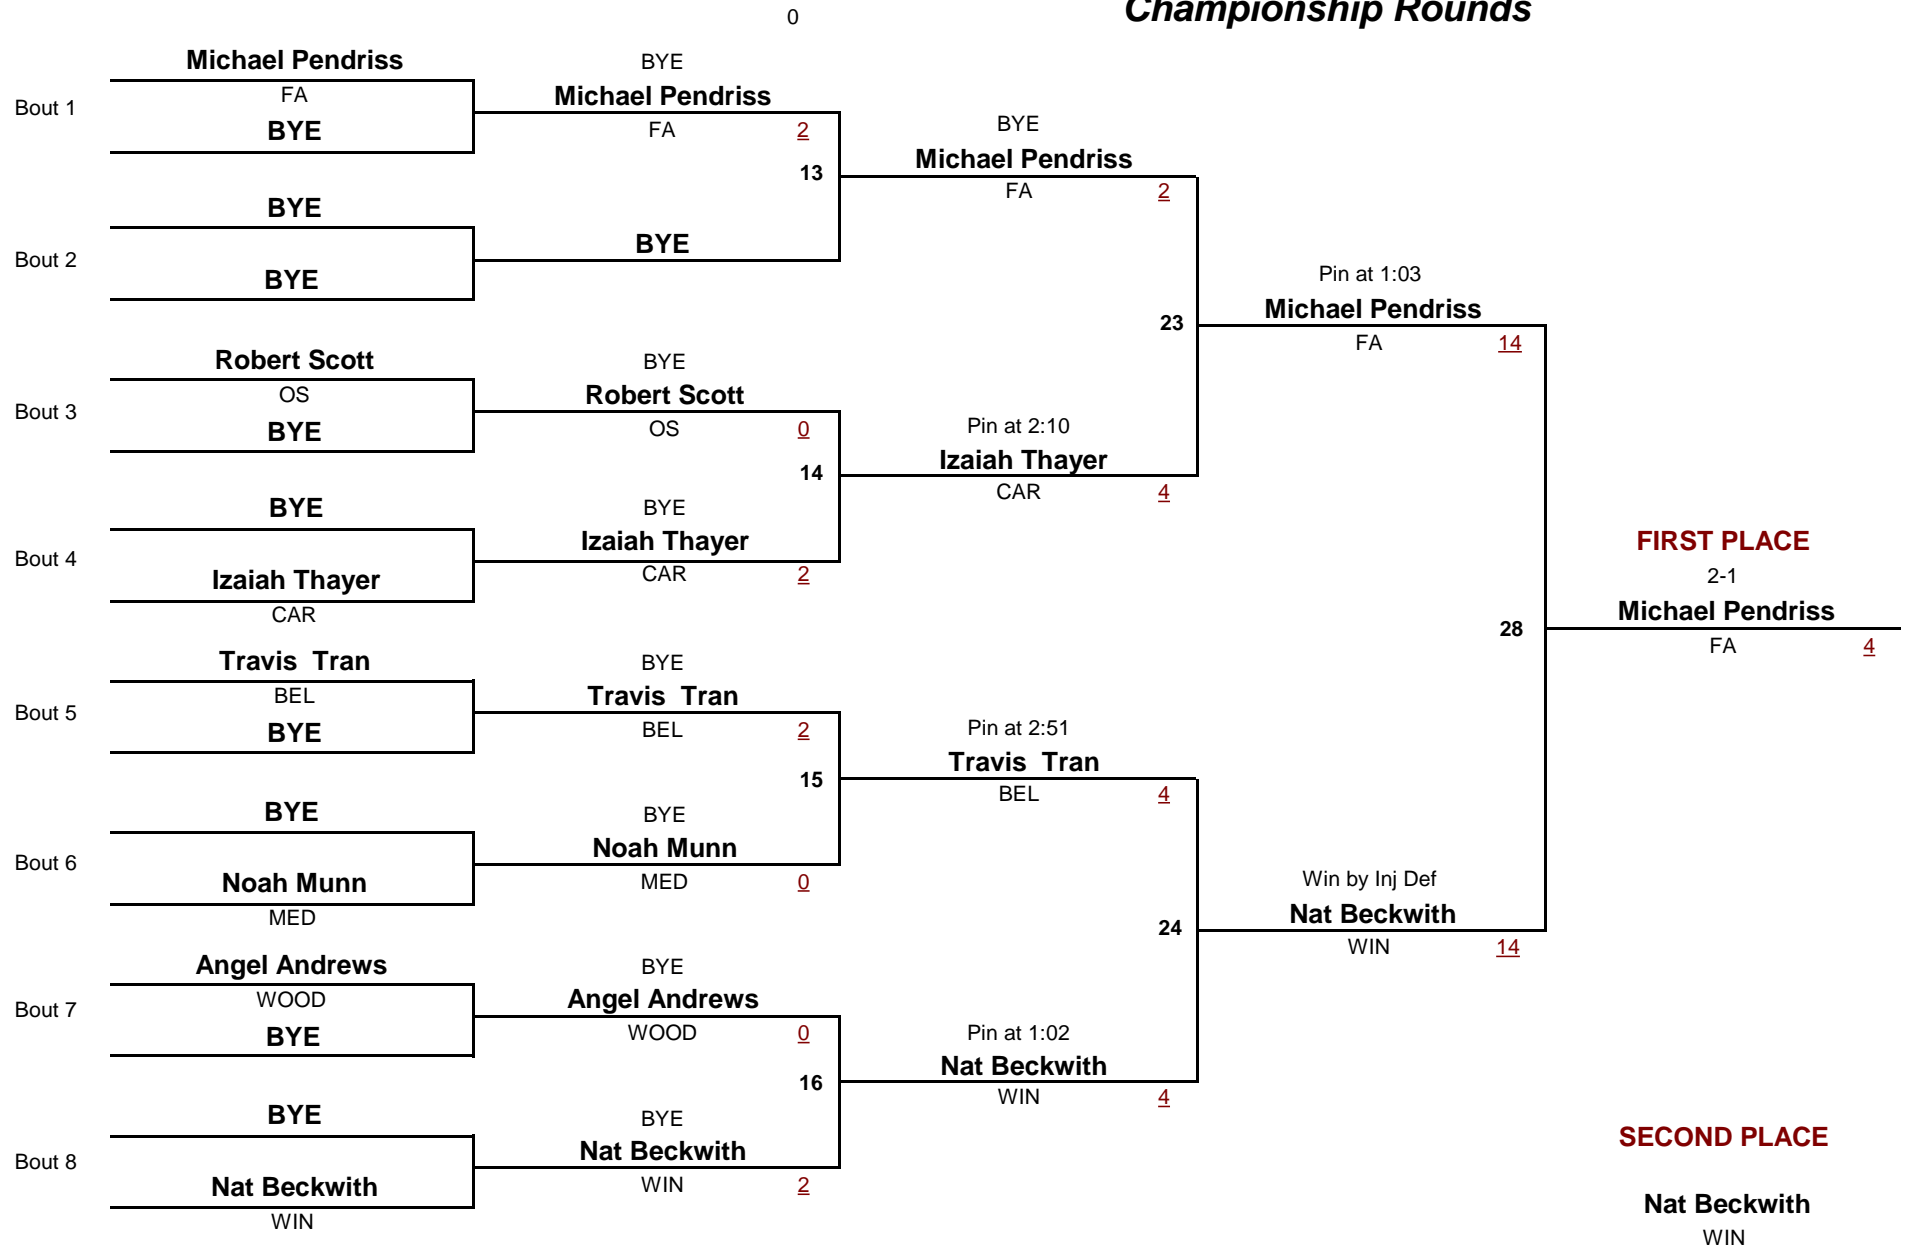 0
Championship Rounds
Michael Pendriss
BYE
FA
Michael Pendriss
Bout 1
BYE
FA
2
BYE
Michael Pendriss
13
FA
2
BYE
BYE
Bout 2
BYE
Pin at 1:03
Michael Pendriss
23
FA
14
Robert Scott
BYE
OS
Robert Scott
Bout 3
BYE
OS
0
Pin at 2:10
Izaiah Thayer
14
CAR
4
BYE
BYE
Izaiah Thayer
Bout 4
Izaiah Thayer
CAR
2
CAR
FIRST PLACE
2-1
Michael Pendriss
28
FA
4
Travis  Tran
BYE
BEL
Travis  Tran
Bout 5
BYE
BEL
2
Pin at 2:51
Travis  Tran
15
BEL
4
BYE
BYE
Noah Munn
Bout 6
Noah Munn
MED
0
MED
Win by Inj Def
Nat Beckwith
24
WIN
14
Angel Andrews
BYE
WOOD
Angel Andrews
Bout 7
BYE
WOOD
0
Pin at 1:02
Nat Beckwith
16
WIN
4
BYE
BYE
Nat Beckwith
Bout 8
Nat Beckwith
WIN
2
WIN
SECOND PLACE
Nat Beckwith
WIN